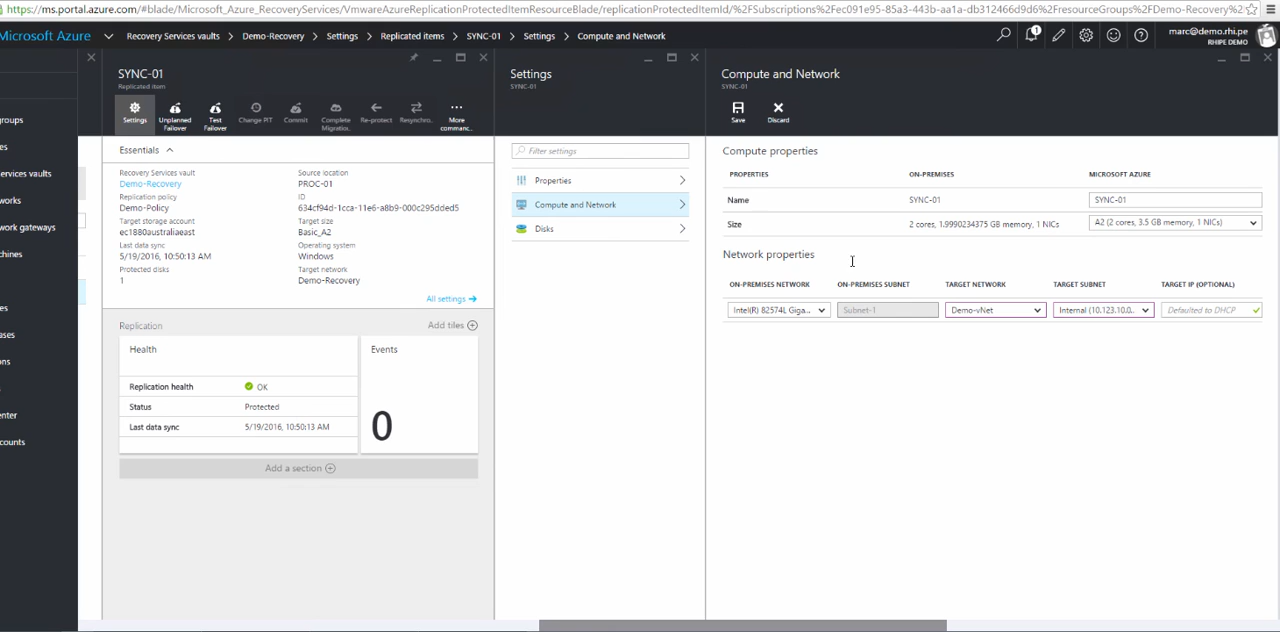 https://ms.portal.azure.com/#blade/Microsoft_Azure_RecoveryServices/VmwareAzureReplicationProtectedItemResourceBlade/replicationProtectedItemId/%2FSubscriptions%2Fec091e95-85a3-443b-aa1a-db312466d9d6%2FresourceGroups%2FDemo-Recovery%2
Microsoft Azure
Recovery Services vaults > Demo-Recovery > Settings > Replicated items > SYNC-01 > Settings > Compute and Network
marc@demo.rhi.pe
RHIPE DEMO
1
groups
es
ervices vaults
works
work gateways
chines
es
ases
ons
s
enter
counts
SYNC-01
Replicated item
Settings
Unplanned Failover
Test Failover
Change PIT
Commit
Complete Migratio...
Re-protect
Resynchro...
More comman...
Essentials
Recovery Services vault
Demo-Recovery
Replication policy
Demo-Policy
Target storage account
ec1880australiaeast
Last data sync
5/19/2016, 10:50:13 AM
Protected disks
1
Source location
PROC-01
ID
634cf94d-1cca-11e6-a8b9-000c295dded5
Target size
Basic_A2
Operating system
Windows
Target network
Demo-Recovery
All settings
Replication
Add tiles
Health
Replication health OK
Status Protected
Last data sync 5/19/2016, 10:50:13 AM
Events
0
Add a section
Settings
SYNC-01
Filter settings
Properties
Compute and Network
Disks
Compute and Network
SYNC-01
Save
Discard
Compute properties
PROPERTIES ON-PREMISES MICROSOFT AZURE
Name SYNC-01 SYNC-01
Size 2 cores, 1.9990234375 GB memory, 1 NICs A2 (2 cores, 3.5 GB memory, 1 NICs)
Network properties
ON-PREMISES NETWORK ON-PREMISES SUBNET TARGET NETWORK TARGET SUBNET TARGET IP (OPTIONAL)
Intel(R) 82574L Giga... Subnet-1 Demo-vNet Internal (10.123.10.0... Defaulted to DHCP